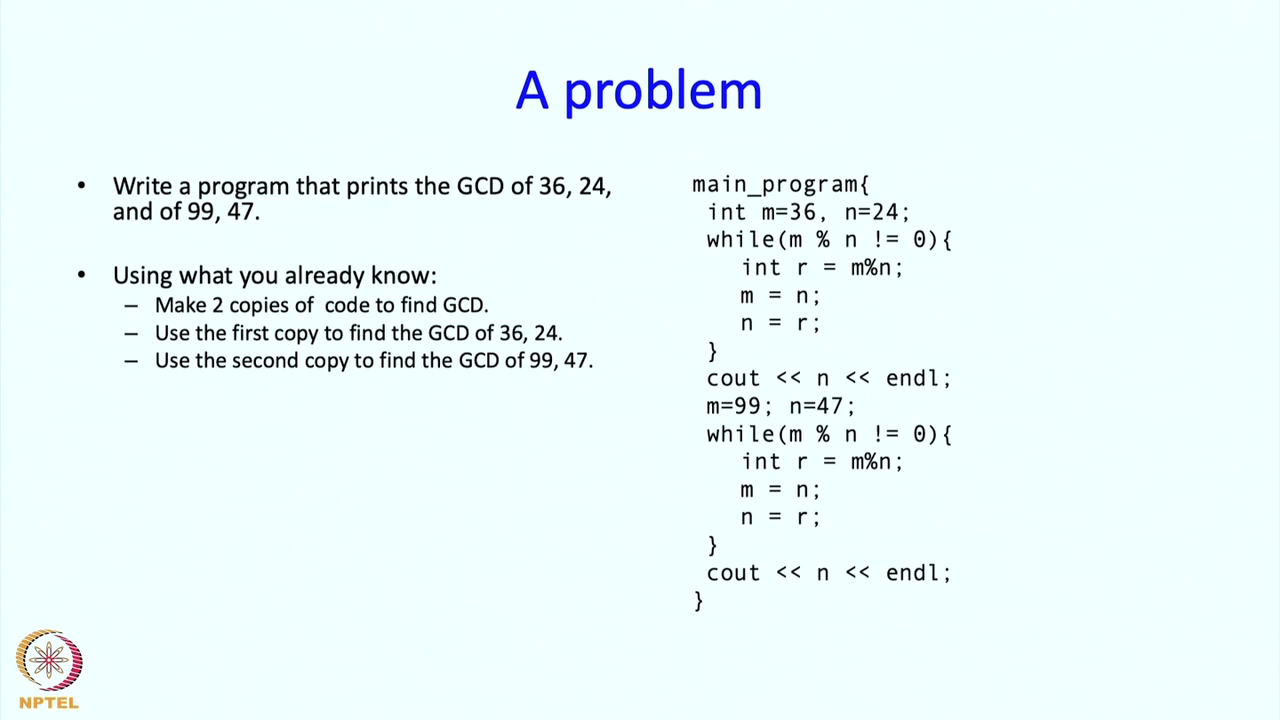 A problem
• Write a program that prints the GCD of 36, 24,
and of 99, 47.
• Using what you already know:
– Make 2 copies of code to find GCD.
– Use the first copy to find the GCD of 36, 24.
– Use the second copy to find the GCD of 99, 47.
main_program{
int m=36, n=24;
while(m % n != 0){
int r = m%n;
m = n;
n = r;
}
cout << n << endl;
m=99; n=47;
while(m % n != 0){
int r = m%n;
m = n;
n = r;
}
cout << n << endl;
}
NPTEL